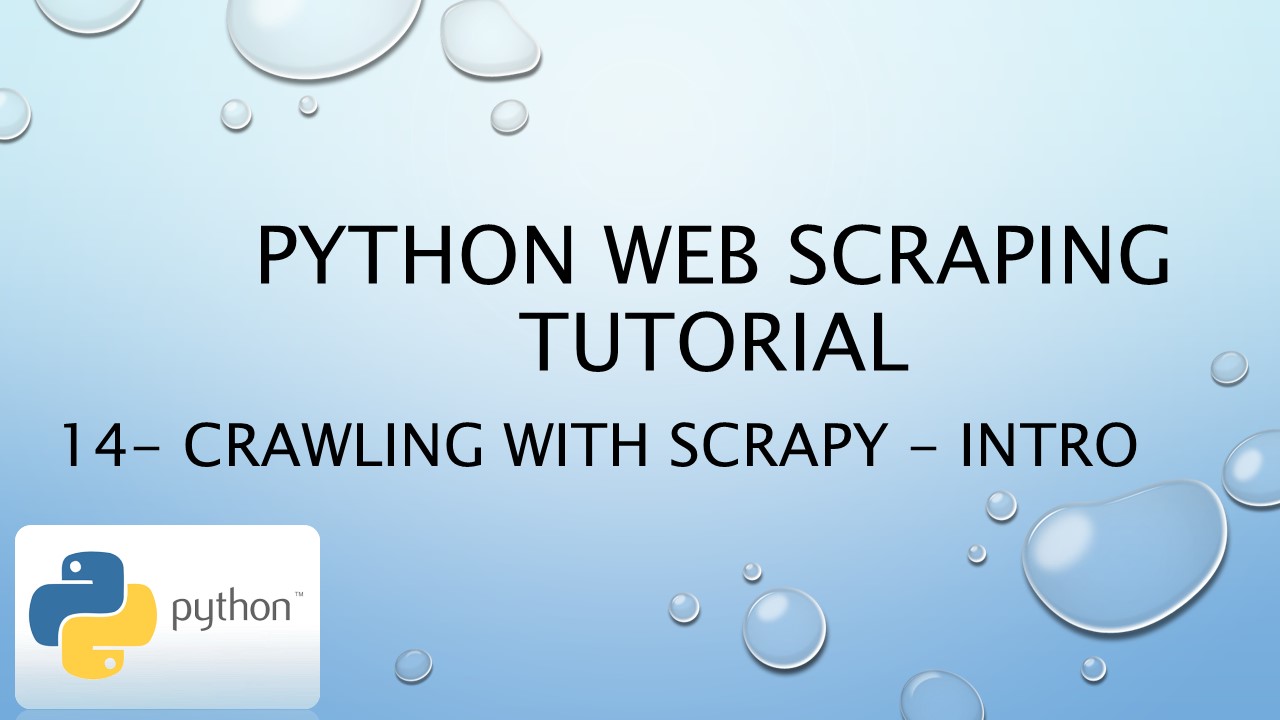 PYTHON WEB SCRAPING
TUTORIAL
14- CRAWLING WITH SCRAPY – INTRO
python™